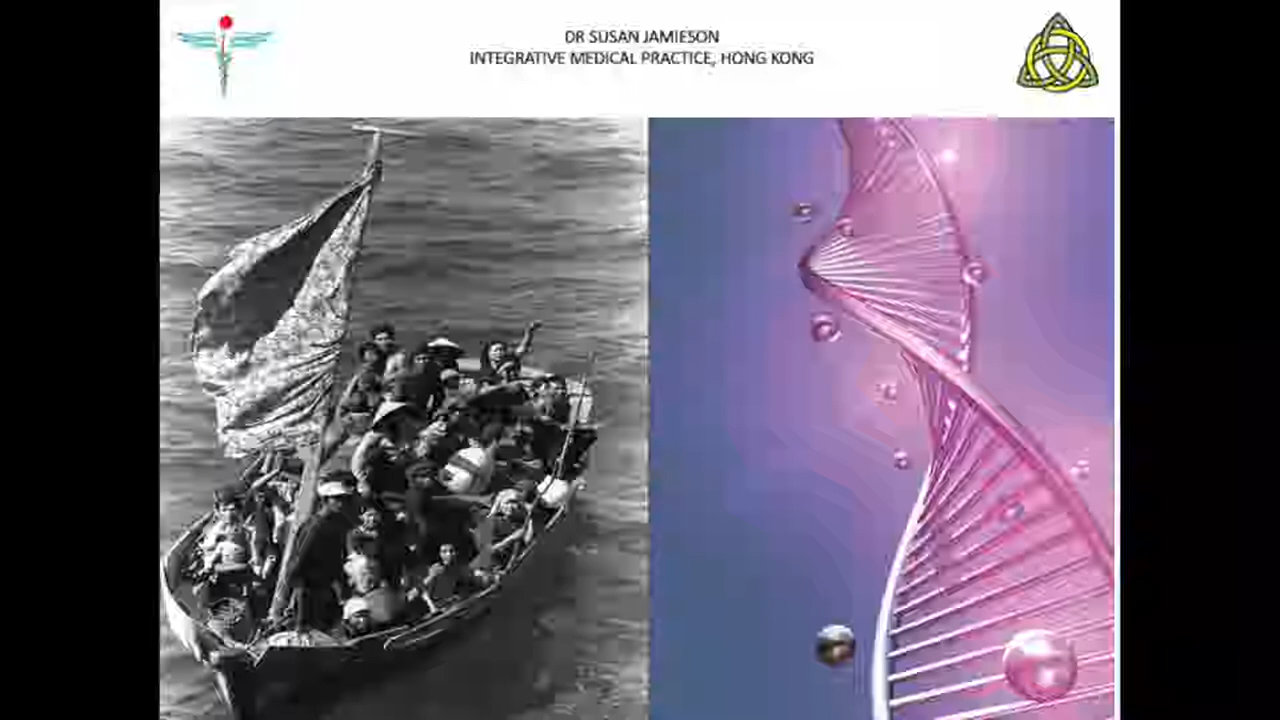 DR SUSAN JAMIESON
INTEGRATIVE MEDICAL PRACTICE, HONG KONG